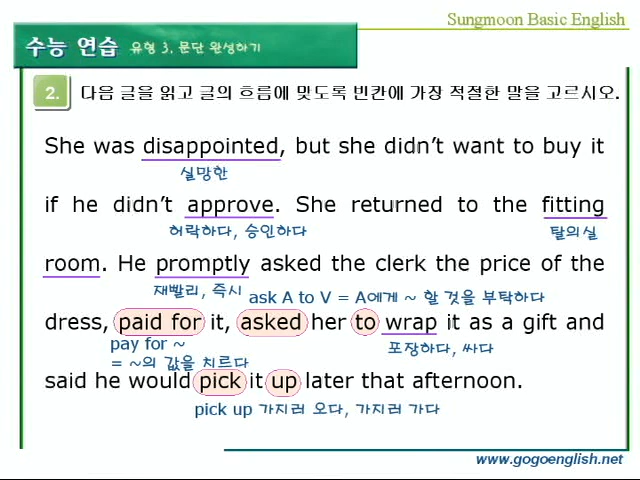 Sungmoon Basic English
수능 연습 유형 3. 문단 완성하기
2. 다음 글을 읽고 글의 흐름에 맞도록 빈칸에 가장 적절한 말을 고르시오.
She was disappointed, but she didn't want to buy it
실망한
if he didn't approve. She returned to the fitting
허락하다, 승인하다 탈의실
room. He promptly asked the clerk the price of the
재빨리, 즉시 ask A to V = A에게 ~ 할 것을 부탁하다
dress, paid for it, asked her to wrap it as a gift and
pay for ~ 포장하다, 싸다
= ~의 값을 치르다
said he would pick it up later that afternoon.
pick up 가지러 오다, 가지러 가다
www.gogoenglish.net